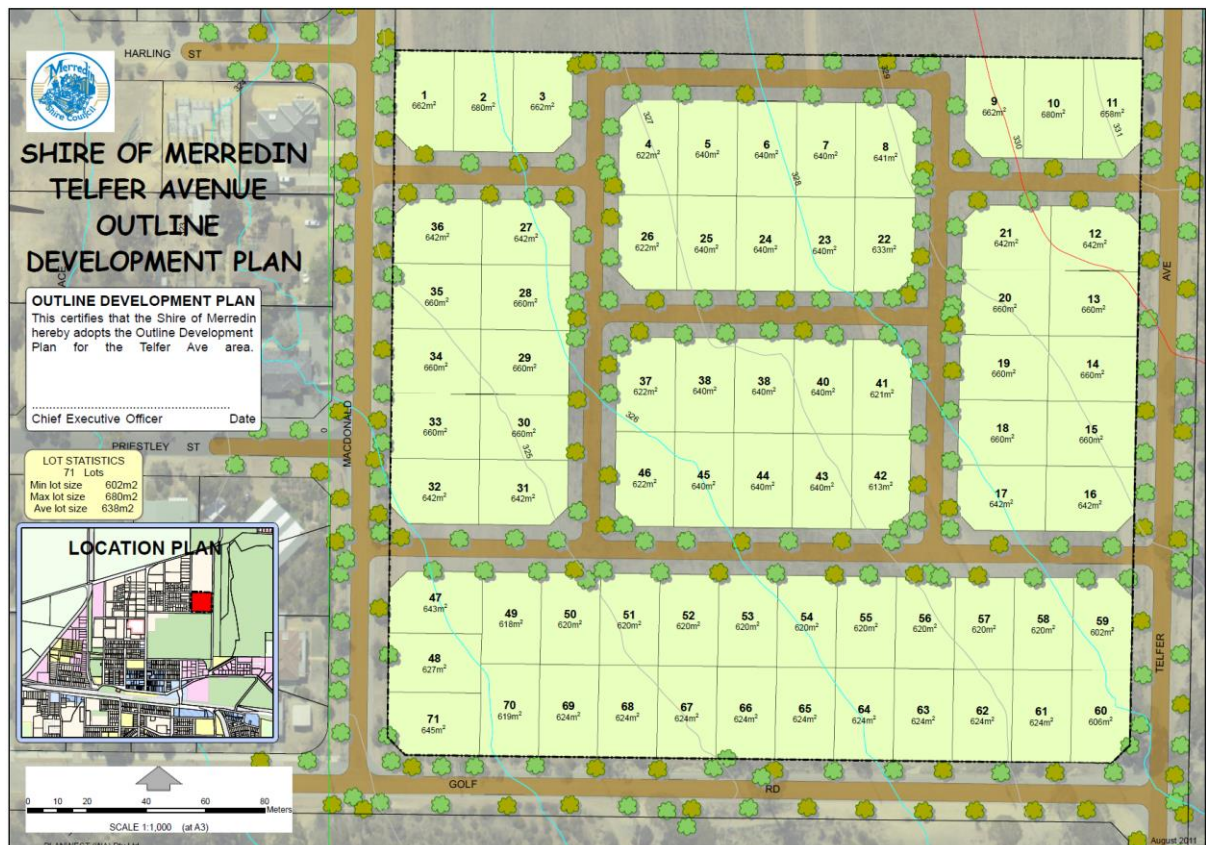 HARLING ST
Merredin
Shire Council
SHIRE OF MERREDIN
TELFER AVENUE
OUTLINE
DEVELOPMENT PLAN
OUTLINE DEVELOPMENT PLAN
This certifies that the Shire of Merredin
hereby adopts the Outline Development
Plan for the Telfer Ave area.
Chief Executive Officer Date
PRIESTLEY ST
LOT STATISTICS
71 Lots
Min lot size 602m2
Max lot size 680m2
Ave lot size 638m2
LOCATION PLAN
0 10 20 40 60 80 Meters
SCALE 1:1,000 (at A3)
MACDONALD
AVE
TELFER
GOLF RD
August 2011
1
662m²
2
680m²
3
662m²
4
622m²
5
640m²
6
640m²
7
640m²
8
641m²
9
662m²
10
680m²
11
658m²
36
642m²
27
642m²
26
622m²
25
640m²
24
640m²
23
640m²
22
633m²
21
642m²
12
642m²
35
660m²
28
660m²
20
660m²
13
660m²
34
660m²
29
660m²
37
622m²
38
640m²
38
640m²
40
640m²
41
621m²
19
660m²
14
660m²
33
660m²
30
660m²
18
660m²
15
660m²
32
642m²
31
642m²
46
622m²
45
640m²
44
640m²
43
640m²
42
613m²
17
642m²
16
642m²
47
643m²
49
618m²
50
620m²
51
620m²
52
620m²
53
620m²
54
620m²
55
620m²
56
620m²
57
620m²
58
620m²
59
602m²
48
627m²
71
645m²
70
619m²
69
624m²
68
624m²
67
624m²
66
624m²
65
624m²
64
624m²
63
624m²
62
624m²
61
624m²
60
606m²
327
328
329
330
331
326
325